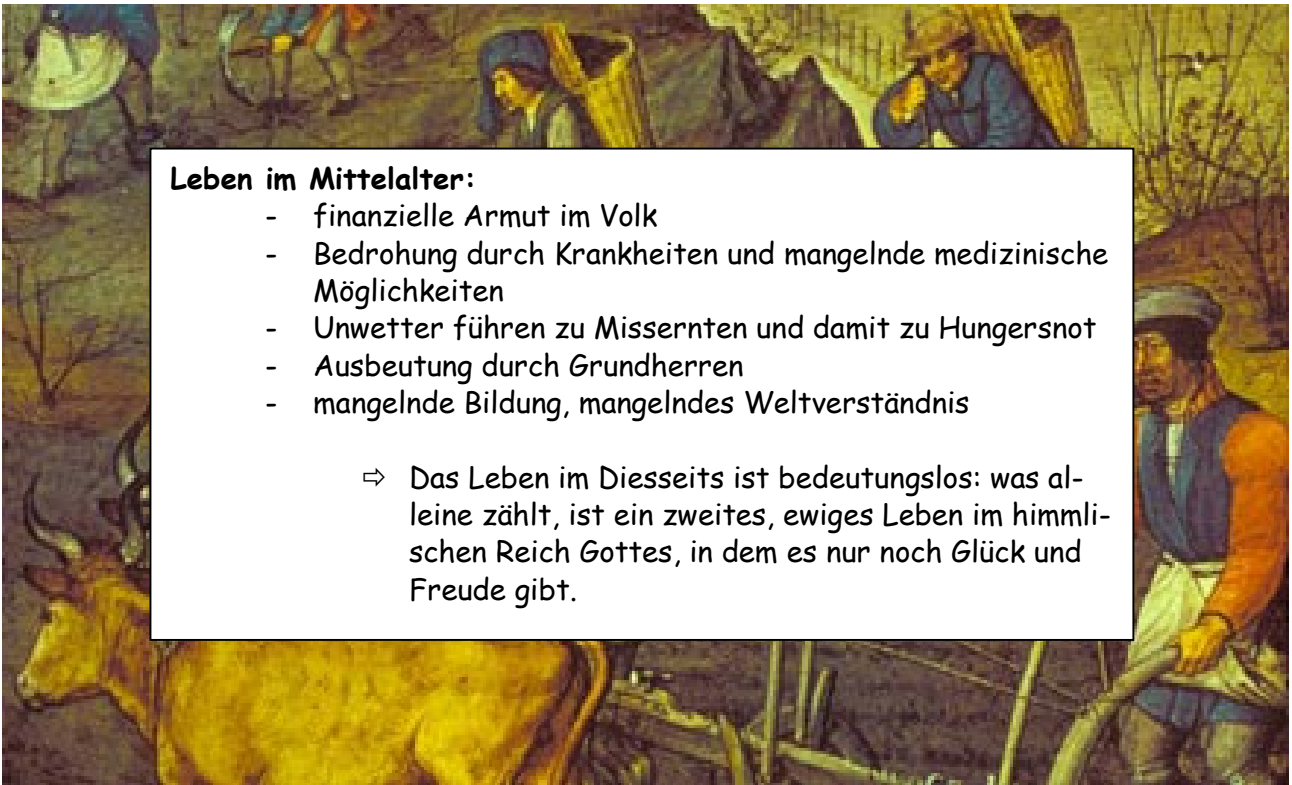 Leben im Mittelalter:
- finanzielle Armut im Volk
- Bedrohung durch Krankheiten und mangelnde medizinische
Möglichkeiten
- Unwetter führen zu Missernten und damit zu Hungersnot
- Ausbeutung durch Grundherren
- mangelnde Bildung, mangelndes Weltverständnis
⇨ Das Leben im Diesseits ist bedeutungslos: was al-
leine zählt, ist ein zweites, ewiges Leben im himmli-
schen Reich Gottes, in dem es nur noch Glück und
Freude gibt.